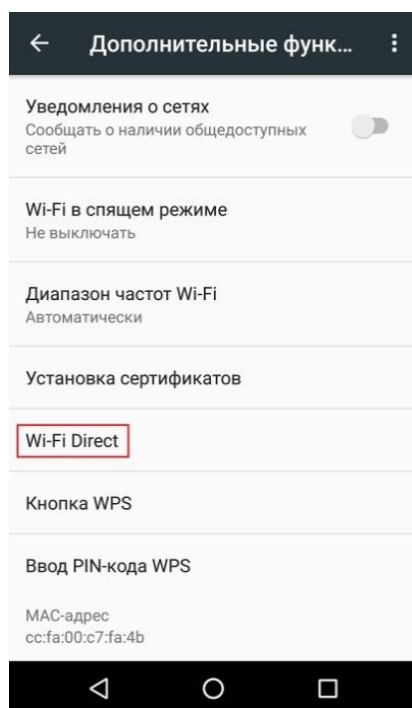 Дополнительные функ...
Уведомления о сетях
Сообщать о наличии общедоступных
сетей
Wi-Fi в спящем режиме
Не выключать
Диапазон частот Wi-Fi
Автоматически
Установка сертификатов
Wi-Fi Direct
Кнопка WPS
Ввод PIN-кода WPS
MAC-адрес
cc:fa:00:c7:fa:4b